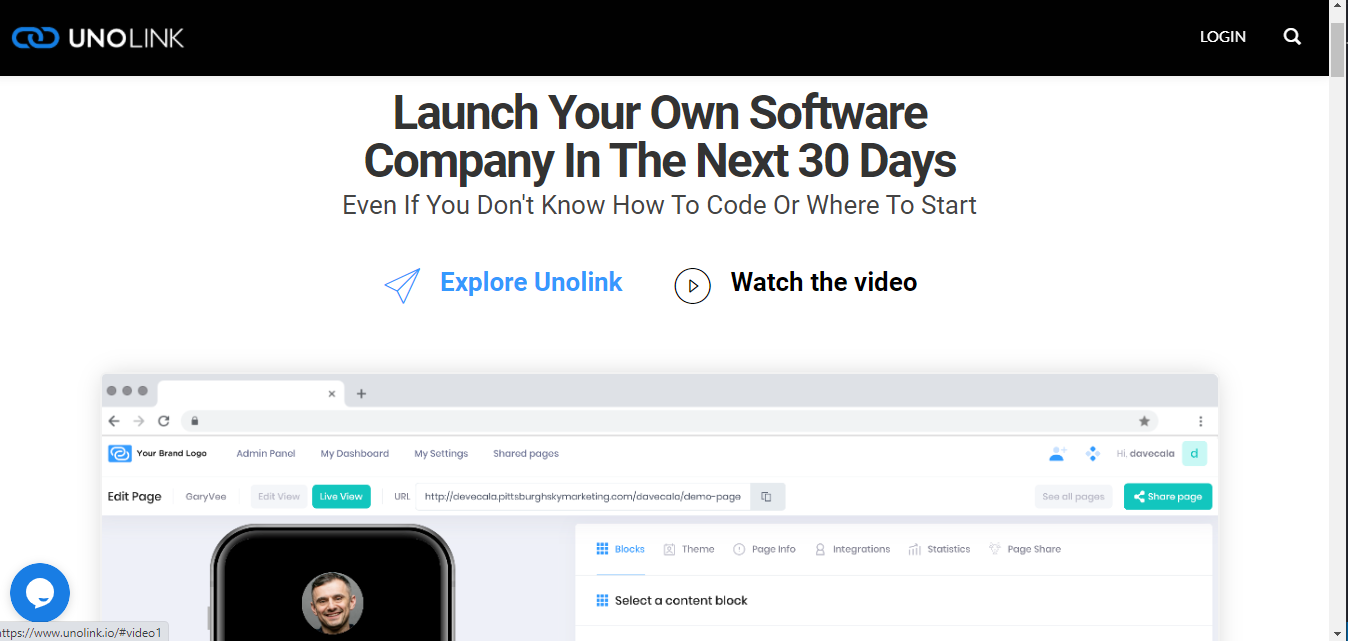 UNOLINK
LOGIN
Launch Your Own Software
Company In The Next 30 Days
Even If You Don't Know How To Code Or Where To Start
Explore Unolink
Watch the video
Your Brand Logo
Admin Panel
My Dashboard
My Settings
Shared pages
Hi, davecala
d
Edit Page
GaryVee
Edit View
Live View
URL
http://devecala.pittsburghskymarketing.com/davecala/demo-page
See all pages
Share page
Blocks
Theme
Page Info
Integrations
Statistics
Page Share
Select a content block
https://www.unolink.io/#video1